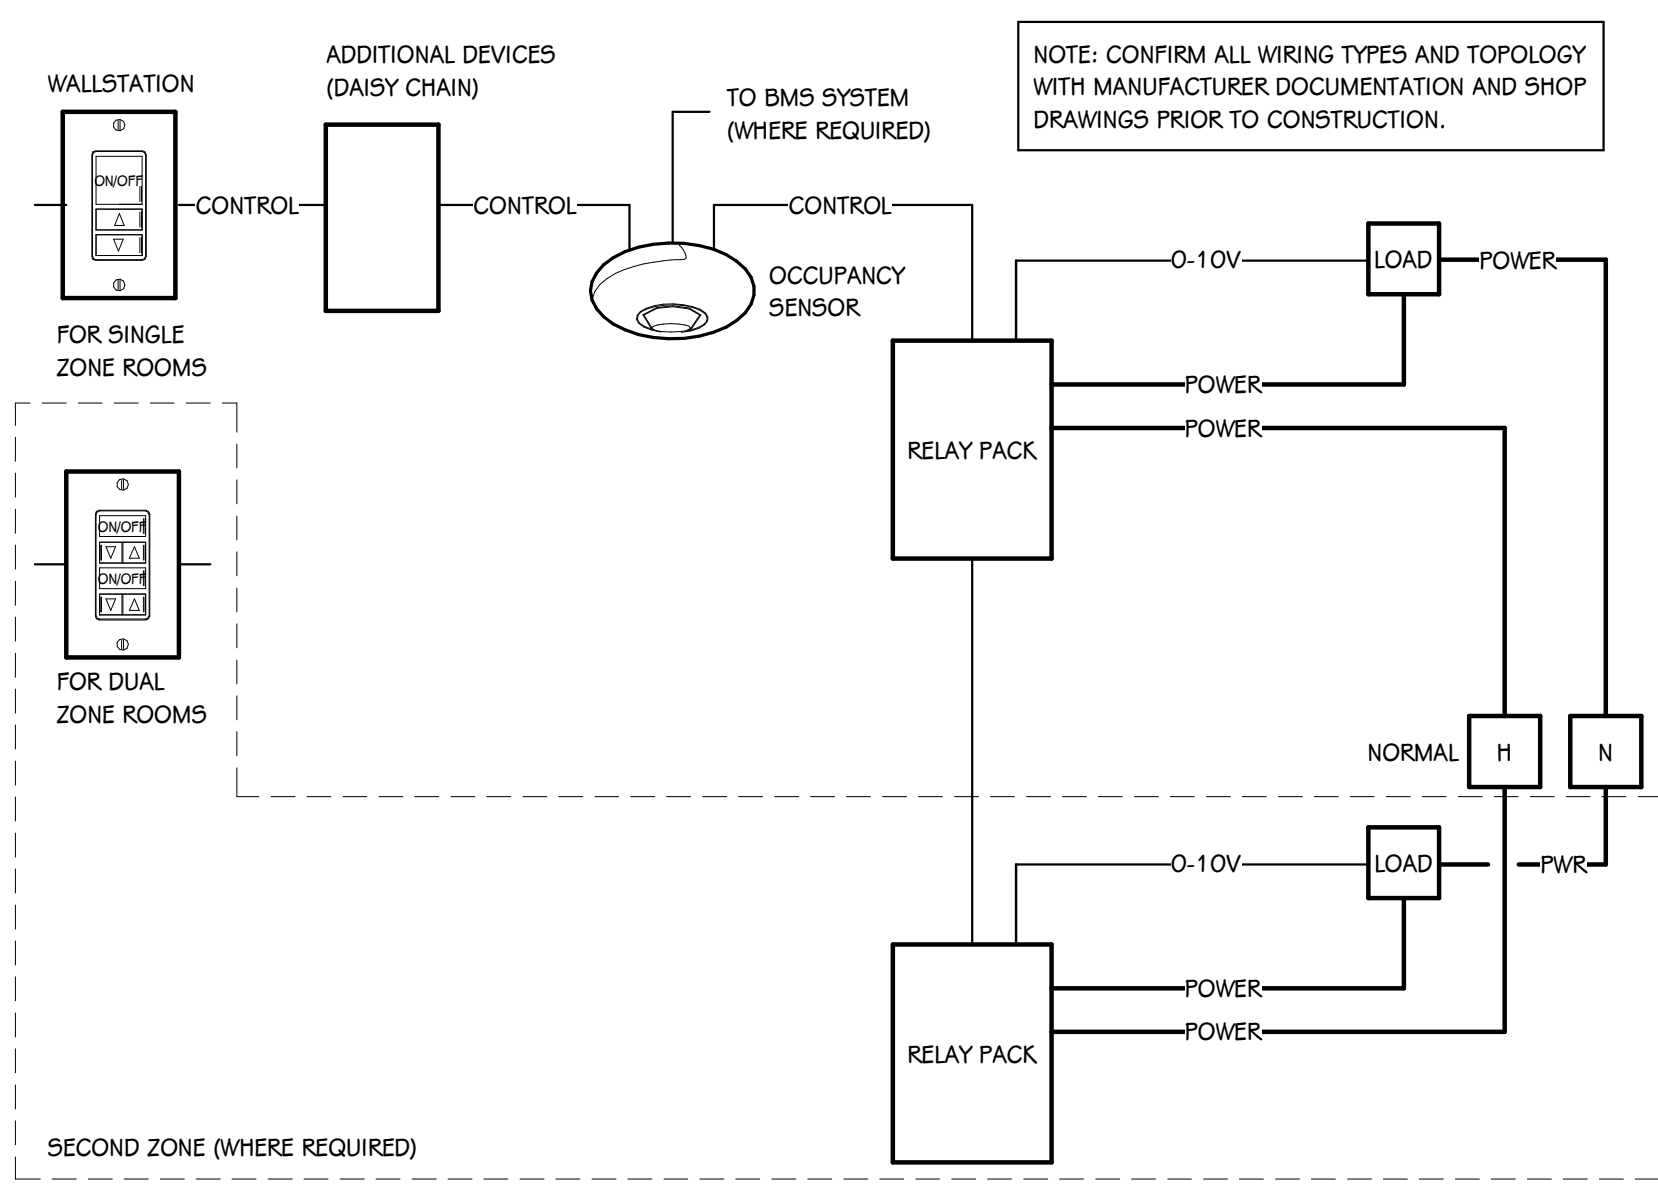 ADDITIONAL DEVICES
(DAISY CHAIN)
WALLSTATION
TO BMS SYSTEM
(WHERE REQUIRED)
NOTE: CONFIRM ALL WIRING TYPES AND TOPOLOGY
WITH MANUFACTURER DOCUMENTATION AND SHOP
DRAWINGS PRIOR TO CONSTRUCTION.
ON/OFF
CONTROL
CONTROL
CONTROL
OCCUPANCY
SENSOR
0-10V
LOAD
POWER
FOR SINGLE
ZONE ROOMS
POWER
POWER
RELAY PACK
ON/OFF
ON/OFF
FOR DUAL
ZONE ROOMS
NORMAL
H
N
0-10V
LOAD
PWR
POWER
POWER
RELAY PACK
SECOND ZONE (WHERE REQUIRED)